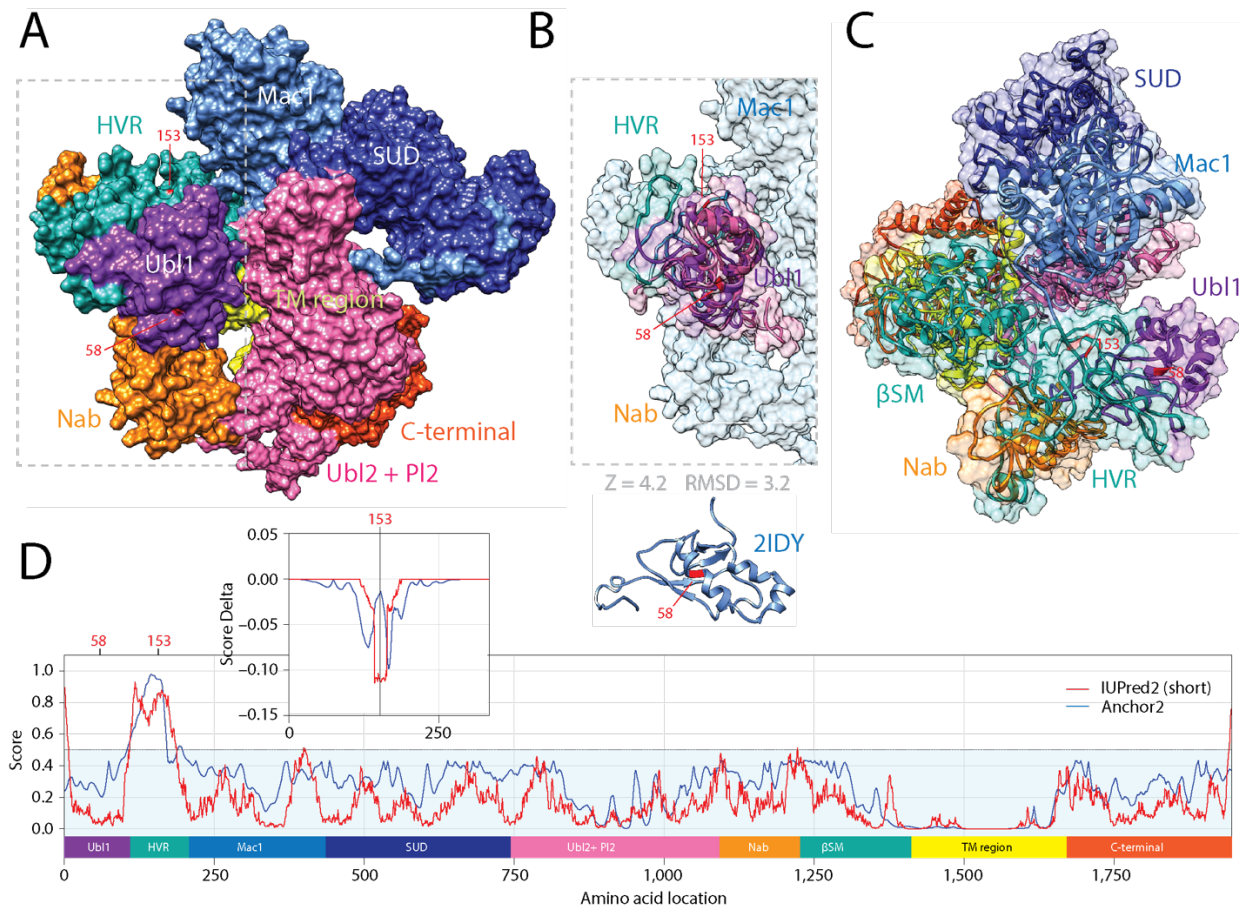 A
Mac1
HVR
153
SUD
Ubl1
TM region
58
Nab
C-terminal
Ubl2 + Pl2
B
Mac1
HVR
153
Ubl1
58
Nab
Z = 4.2 RMSD = 3.2
2IDY
58
C
SUD
Mac1
Ubl1
153
58
βSM
Nab
HVR
D
153
0.05
0.00
−0.05
−0.10
−0.15
Score Delta
0 250
58 153
1.0
0.8
0.6
0.4
0.2
0.0
Score
IUPred2 (short)
Anchor2
Ubl1 HVR Mac1 SUD Ubl2+ Pl2 Nab βSM TM region C-terminal
0 250 500 750 1,000 1,250 1,500 1,750
Amino acid location